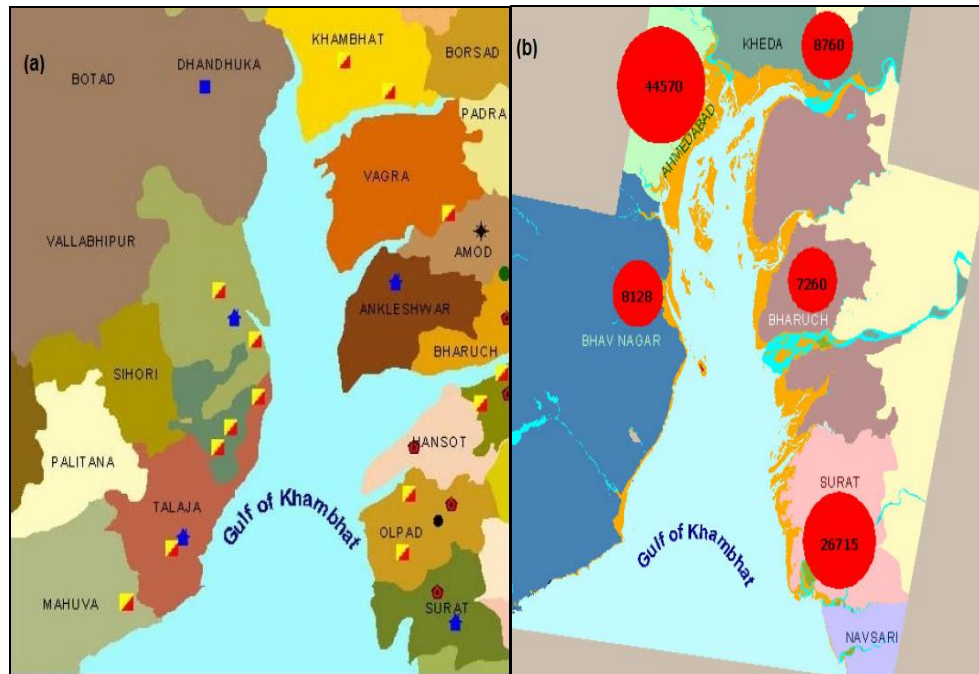 (a)
KHAMBHAT
BORSAD
BOTAD
DHANDHUKA
PADRA
VAGRA
VALLABHIPUR
AMOD
ANKLESHWAR
BHARUCH
SIHORI
HANSOT
PALITANA
TALAJA
Gulf of Khambhat
OLPAD
MAHUVA
SURAT
(b)
KHEDA
8760
44570
AHMEDABAD
8128
7260
BHARUCH
BHAV NAGAR
SURAT
26715
Gulf of Khambhat
NAVSARI